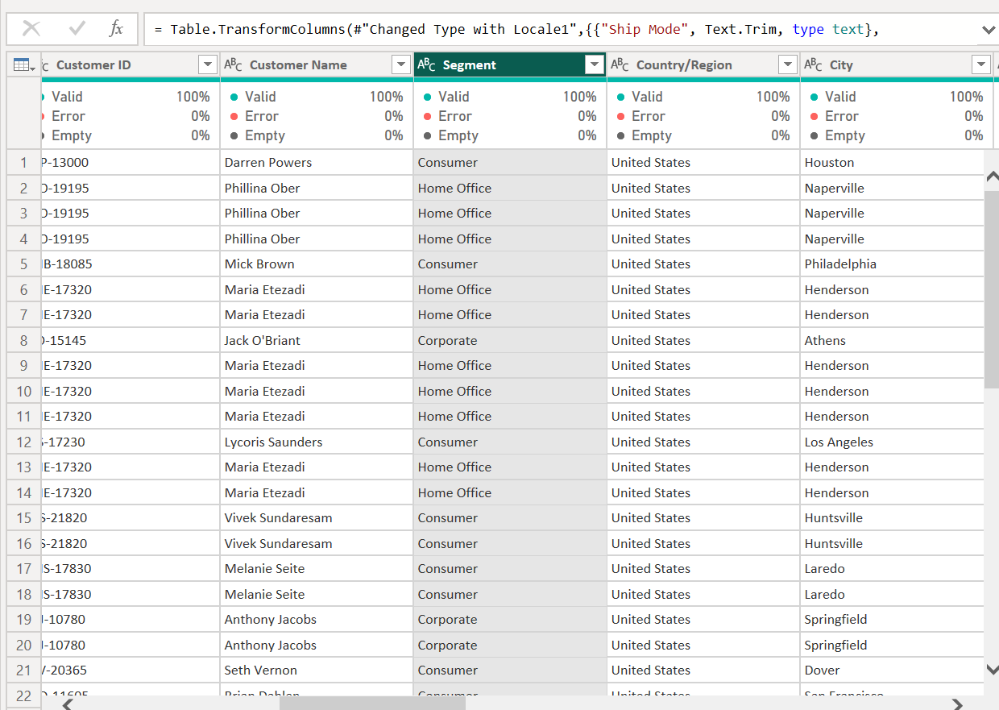 fx = Table.TransformColumns(#"Changed Type with Locale1",{{"Ship Mode", Text.Trim, type text},
Customer ID ABC Customer Name ABC Segment ABC Country/Region ABC City
Valid 100% Valid 100% Valid 100% Valid 100% Valid 100%
Error 0% Error 0% Error 0% Error 0% Error 0%
Empty 0% Empty 0% Empty 0% Empty 0% Empty 0%
1 P-13000 Darren Powers Consumer United States Houston
2 O-19195 Phillina Ober Home Office United States Naperville
3 O-19195 Phillina Ober Home Office United States Naperville
4 O-19195 Phillina Ober Home Office United States Naperville
5 B-18085 Mick Brown Consumer United States Philadelphia
6 E-17320 Maria Etezadi Home Office United States Henderson
7 E-17320 Maria Etezadi Home Office United States Henderson
8 -15145 Jack O'Briant Corporate United States Athens
9 E-17320 Maria Etezadi Home Office United States Henderson
10 E-17320 Maria Etezadi Home Office United States Henderson
11 E-17320 Maria Etezadi Home Office United States Henderson
12 S-17230 Lycoris Saunders Consumer United States Los Angeles
13 E-17320 Maria Etezadi Home Office United States Henderson
14 E-17320 Maria Etezadi Home Office United States Henderson
15 S-21820 Vivek Sundaresam Consumer United States Huntsville
16 S-21820 Vivek Sundaresam Consumer United States Huntsville
17 S-17830 Melanie Seite Consumer United States Laredo
18 S-17830 Melanie Seite Consumer United States Laredo
19 J-10780 Anthony Jacobs Corporate United States Springfield
20 J-10780 Anthony Jacobs Corporate United States Springfield
21 V-20365 Seth Vernon Consumer United States Dover
22 Brian Dahlen Consumer United States San Francisco